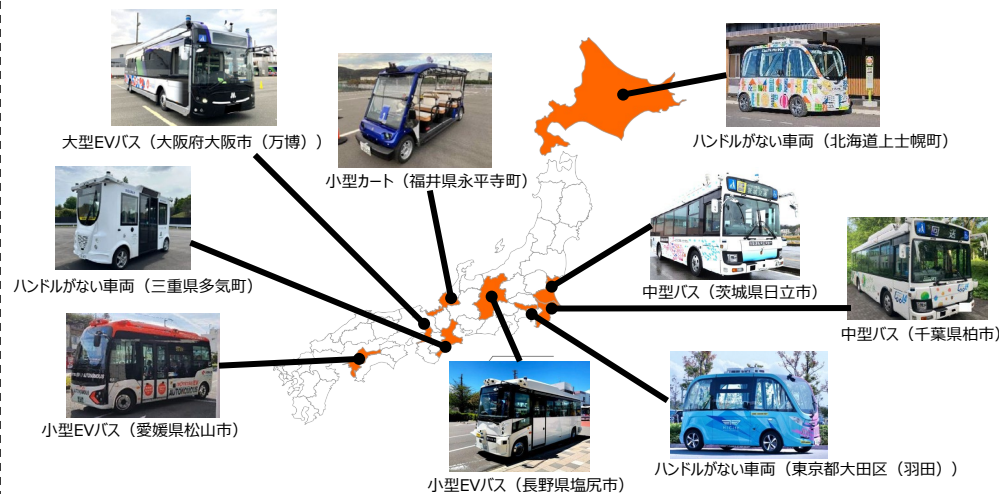 大型EVバス（大阪府大阪市（万博））
小型カート（福井県永平寺町）
ハンドルがない車両（北海道上士幌町）
ハンドルがない車両（三重県多気町）
中型バス（茨城県日立市）
回送
中型バス（千葉県柏市）
小型EVバス（愛媛県松山市）
小型EVバス（長野県塩尻市）
ハンドルがない車両（東京都大田区（羽田））